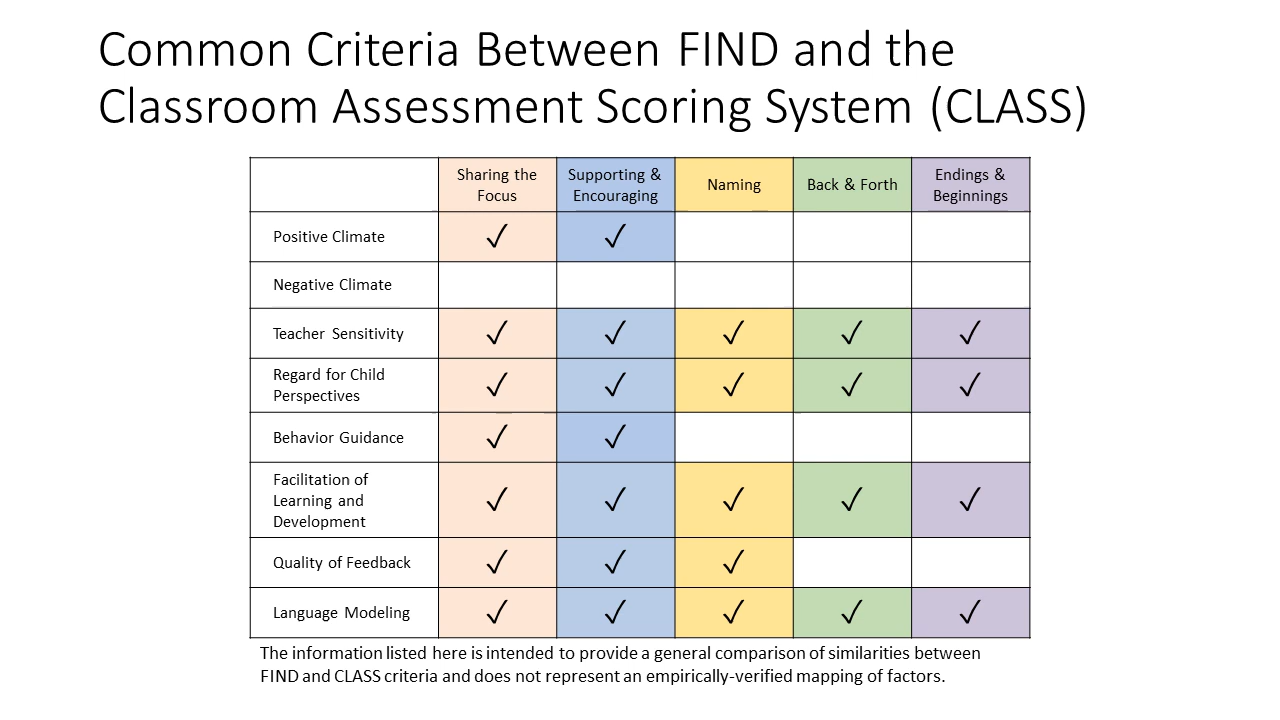 Common Criteria Between FIND and the
Classroom Assessment Scoring System (CLASS)
Sharing the
Focus
Supporting &
Encouraging
Naming
Back & Forth
Endings &
Beginnings
Positive Climate ✓ ✓
Negative Climate
Teacher Sensitivity ✓ ✓ ✓ ✓ ✓
Regard for Child
Perspectives ✓ ✓ ✓ ✓ ✓
Behavior Guidance ✓ ✓
Facilitation of
Learning and
Development ✓ ✓ ✓ ✓ ✓
Quality of Feedback ✓ ✓ ✓
Language Modeling ✓ ✓ ✓ ✓ ✓
The information listed here is intended to provide a general comparison of similarities between
FIND and CLASS criteria and does not represent an empirically-verified mapping of factors.